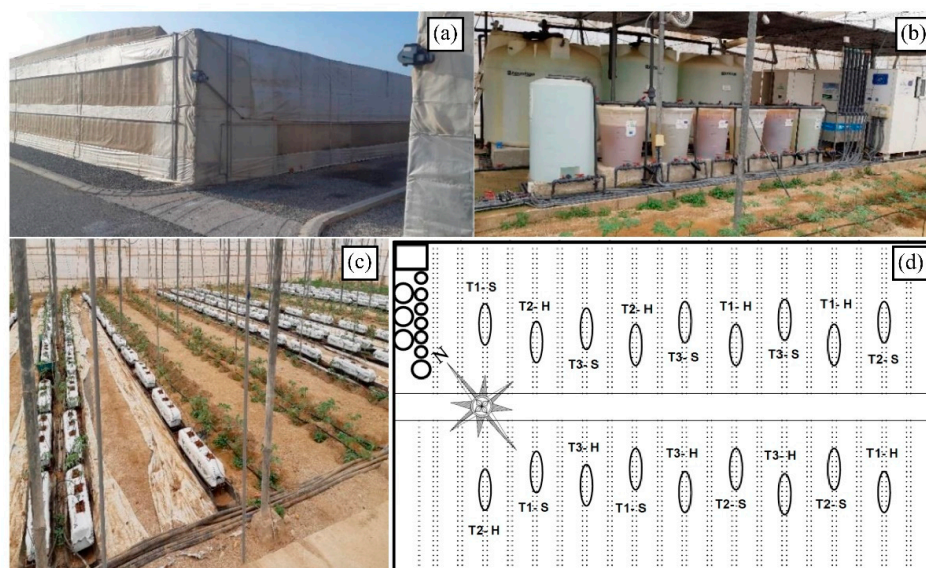 (a)
(b)
(c)
(d)
T1- S
T2- H
T3- S
T2- H
T3- S
T1- H
T3- S
T1- H
T2- S
N
T2- H
T1- S
T3- H
T1- S
T3- H
T2- S
T3- H
T2- S
T1- H